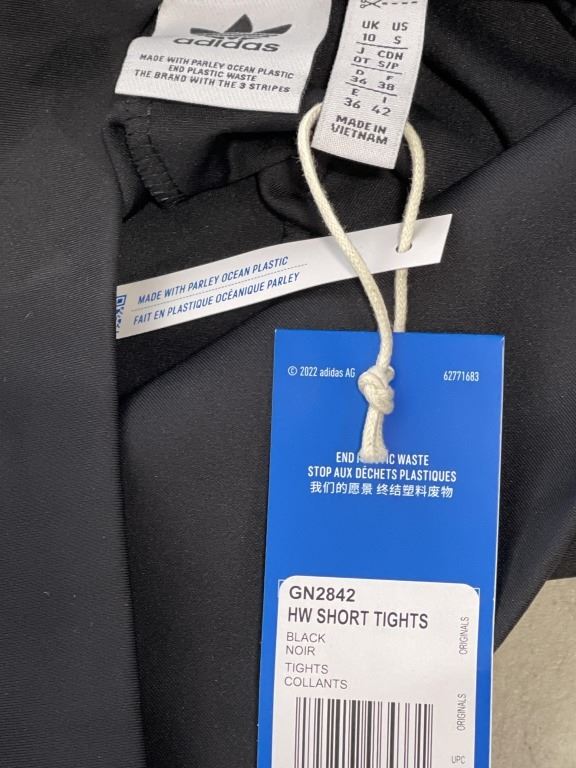 adidas
MADE WITH PARLEY OCEAN PLASTIC
END PLASTIC WASTE
THE BRAND WITH THE 3 STRIPES
UK US
10 S
J CDN
OT S/P
D F
36 38
E I
36 42
MADE IN
VIETNAM
MADE WITH PARLEY OCEAN PLASTIC
FAIT EN PLASTIQUE OCÉANIQUE PARLEY
© 2022 adidas AG 62771683
END WASTE
STOP AUX DÉCHETS PLASTIQUES
我们的愿景 终结塑料废物
GN2842
HW SHORT TIGHTS
BLACK
NOIR
TIGHTS
COLLANTS
ORIGINALS
ORIGINALS
UPC